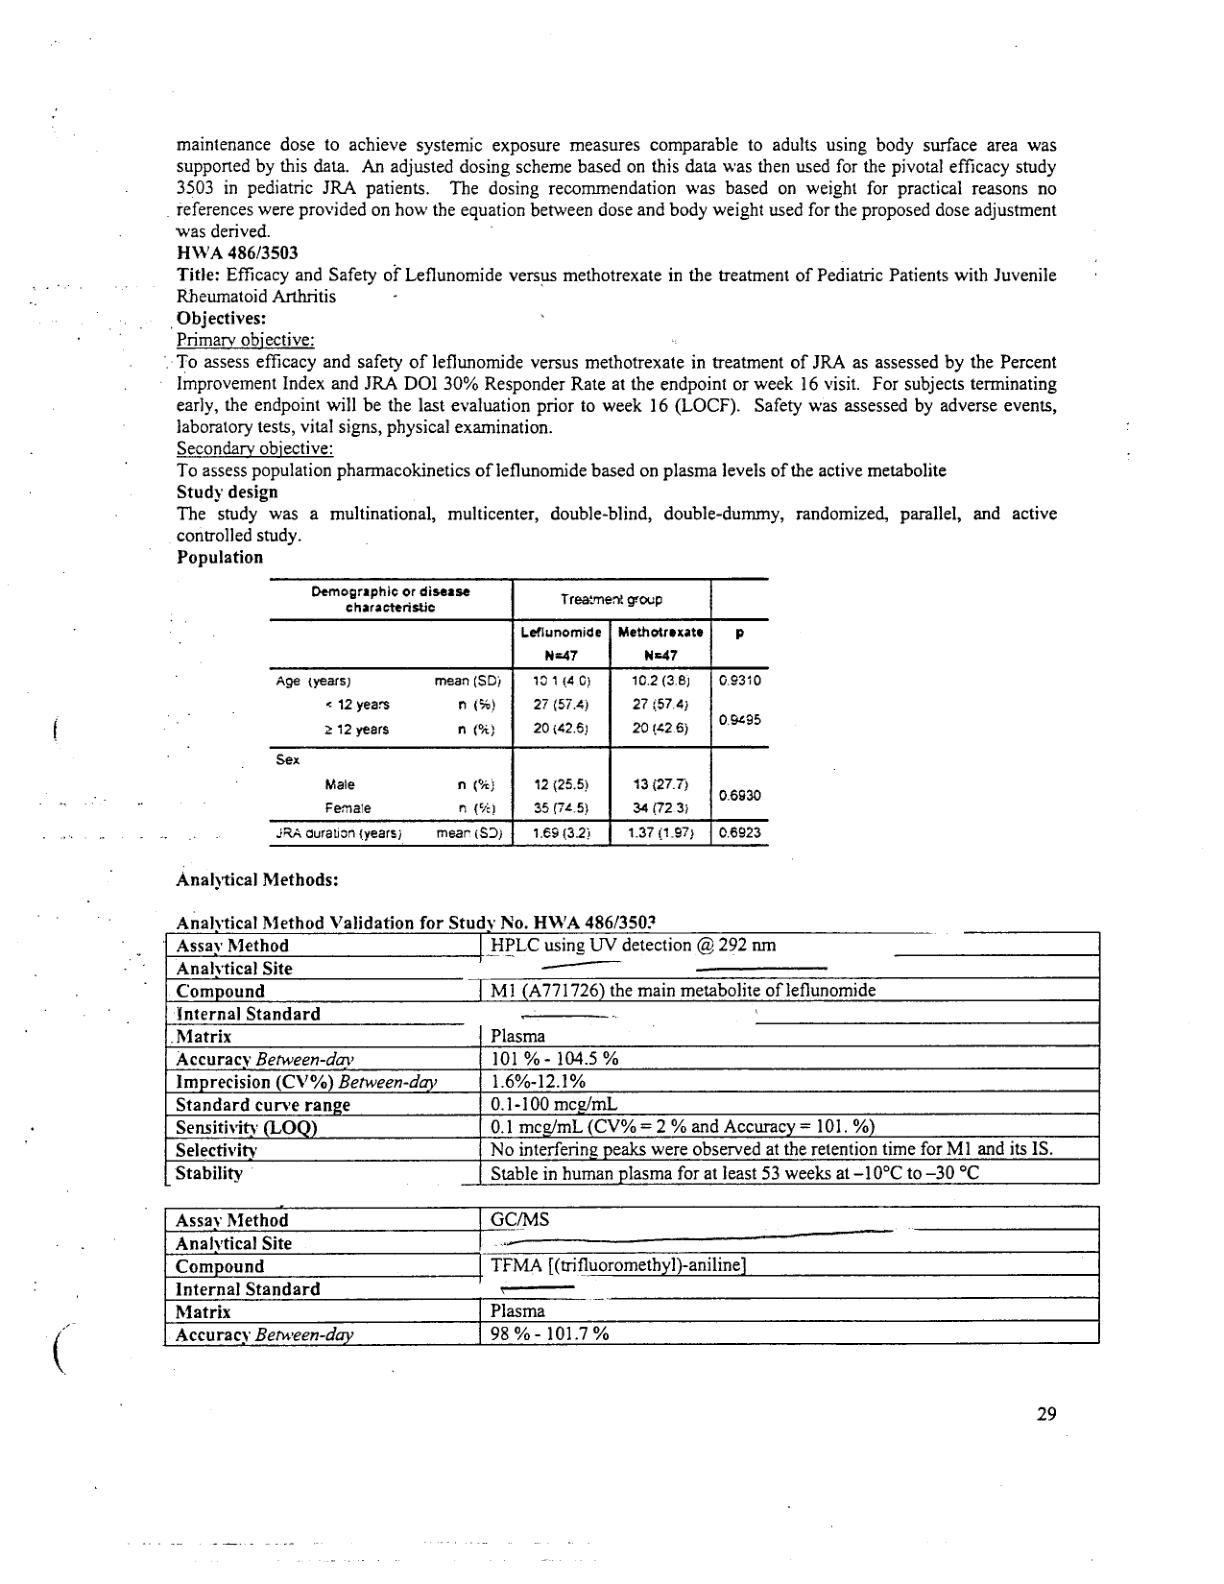 maintenance dose to achieve systemic exposure measures comparable to adults using body surface area was
supported by this data. An adjusted dosing scheme based on this data was then used for the pivotal efficacy study
3503 in pediatric JRA patients. The dosing recommendation was based on weight for practical reasons no
references were provided on how the equation between dose and body weight used for the proposed dose adjustment
was derived.
HWA 486/3503
Title: Efficacy and Safety of Leflunomide versus methotrexate in the treatment of Pediatric Patients with Juvenile
Rheumatoid Arthritis
Objectives:
Primary objective:
To assess efficacy and safety of leflunomide versus methotrexate in treatment of JRA as assessed by the Percent
Improvement Index and JRA DOI 30% Responder Rate at the endpoint or week 16 visit. For subjects terminating
early, the endpoint will be the last evaluation prior to week 16 (LOCF). Safety was assessed by adverse events,
laboratory tests, vital signs, physical examination.
Secondary objective:
To assess population pharmacokinetics of leflunomide based on plasma levels of the active metabolite
Study design
The study was a multinational, multicenter, double-blind, double-dummy, randomized, parallel, and active
controlled study.
Population
Demographic or disease characteristic Treatment group
Leflunomide N=47 Methotrexate N=47 p
Age (years) mean (SD) 10.1 (4.0) 10.2 (3.8) 0.9310
< 12 years n (%) 27 (57.4) 27 (57.4)
0.9495
≥ 12 years n (%) 20 (42.6) 20 (42.6)
Sex
Male n (%) 12 (25.5) 13 (27.7)
0.6930
Female n (%) 35 (74.5) 34 (72.3)
JRA duration (years) mean (SD) 1.69 (3.2) 1.37 (1.97) 0.6923
Analytical Methods:
Analytical Method Validation for Study No. HWA 486/3503
Assay Method HPLC using UV detection @ 292 nm
Analytical Site
Compound M1 (A771726) the main metabolite of leflunomide
Internal Standard
Matrix Plasma
Accuracy Between-day 101 % - 104.5 %
Imprecision (CV%) Between-day 1.6%-12.1%
Standard curve range 0.1-100 mcg/mL
Sensitivity (LOQ) 0.1 mcg/mL (CV% = 2 % and Accuracy = 101. %)
Selectivity No interfering peaks were observed at the retention time for M1 and its IS.
Stability Stable in human plasma for at least 53 weeks at –10°C to –30 °C
Assay Method GC/MS
Analytical Site
Compound TFMA [(trifluoromethyl)-aniline]
Internal Standard
Matrix Plasma
Accuracy Between-day 98 % - 101.7 %
29